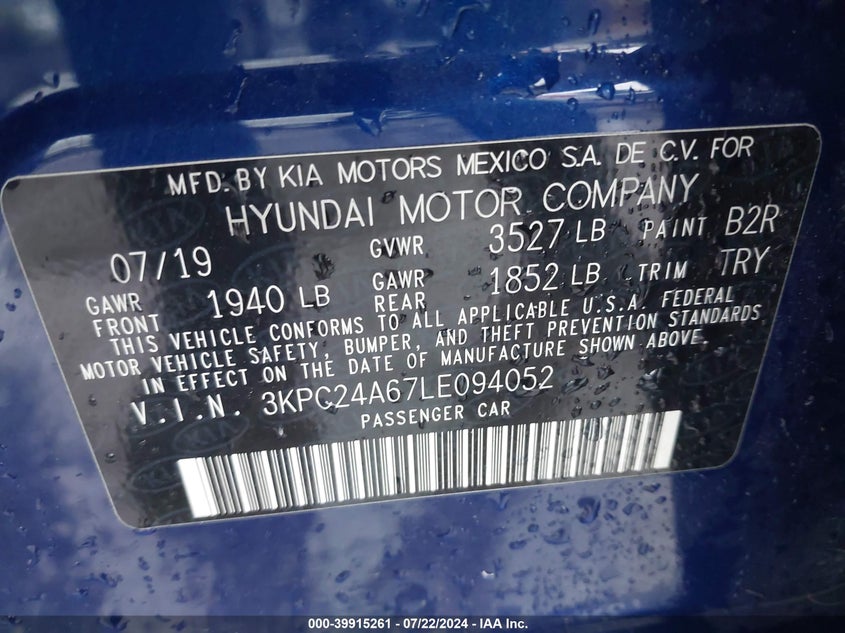 MFD. BY KIA MOTORS MEXICO S.A. DE C.V. FOR
HYUNDAI MOTOR COMPANY
07/19 GVWR 3527 LB PAINT B2R
GAWR FRONT 1940 LB GAWR REAR 1852 LB TRIM TRY
THIS VEHICLE CONFORMS TO ALL APPLICABLE U.S.A. FEDERAL
MOTOR VEHICLE SAFETY, BUMPER, AND THEFT PREVENTION STANDARDS
IN EFFECT ON THE DATE OF MANUFACTURE SHOWN ABOVE.
V.I.N. 3KPC24A67LE094052
PASSENGER CAR
000-39915261 - 07/22/2024 - IAA Inc.